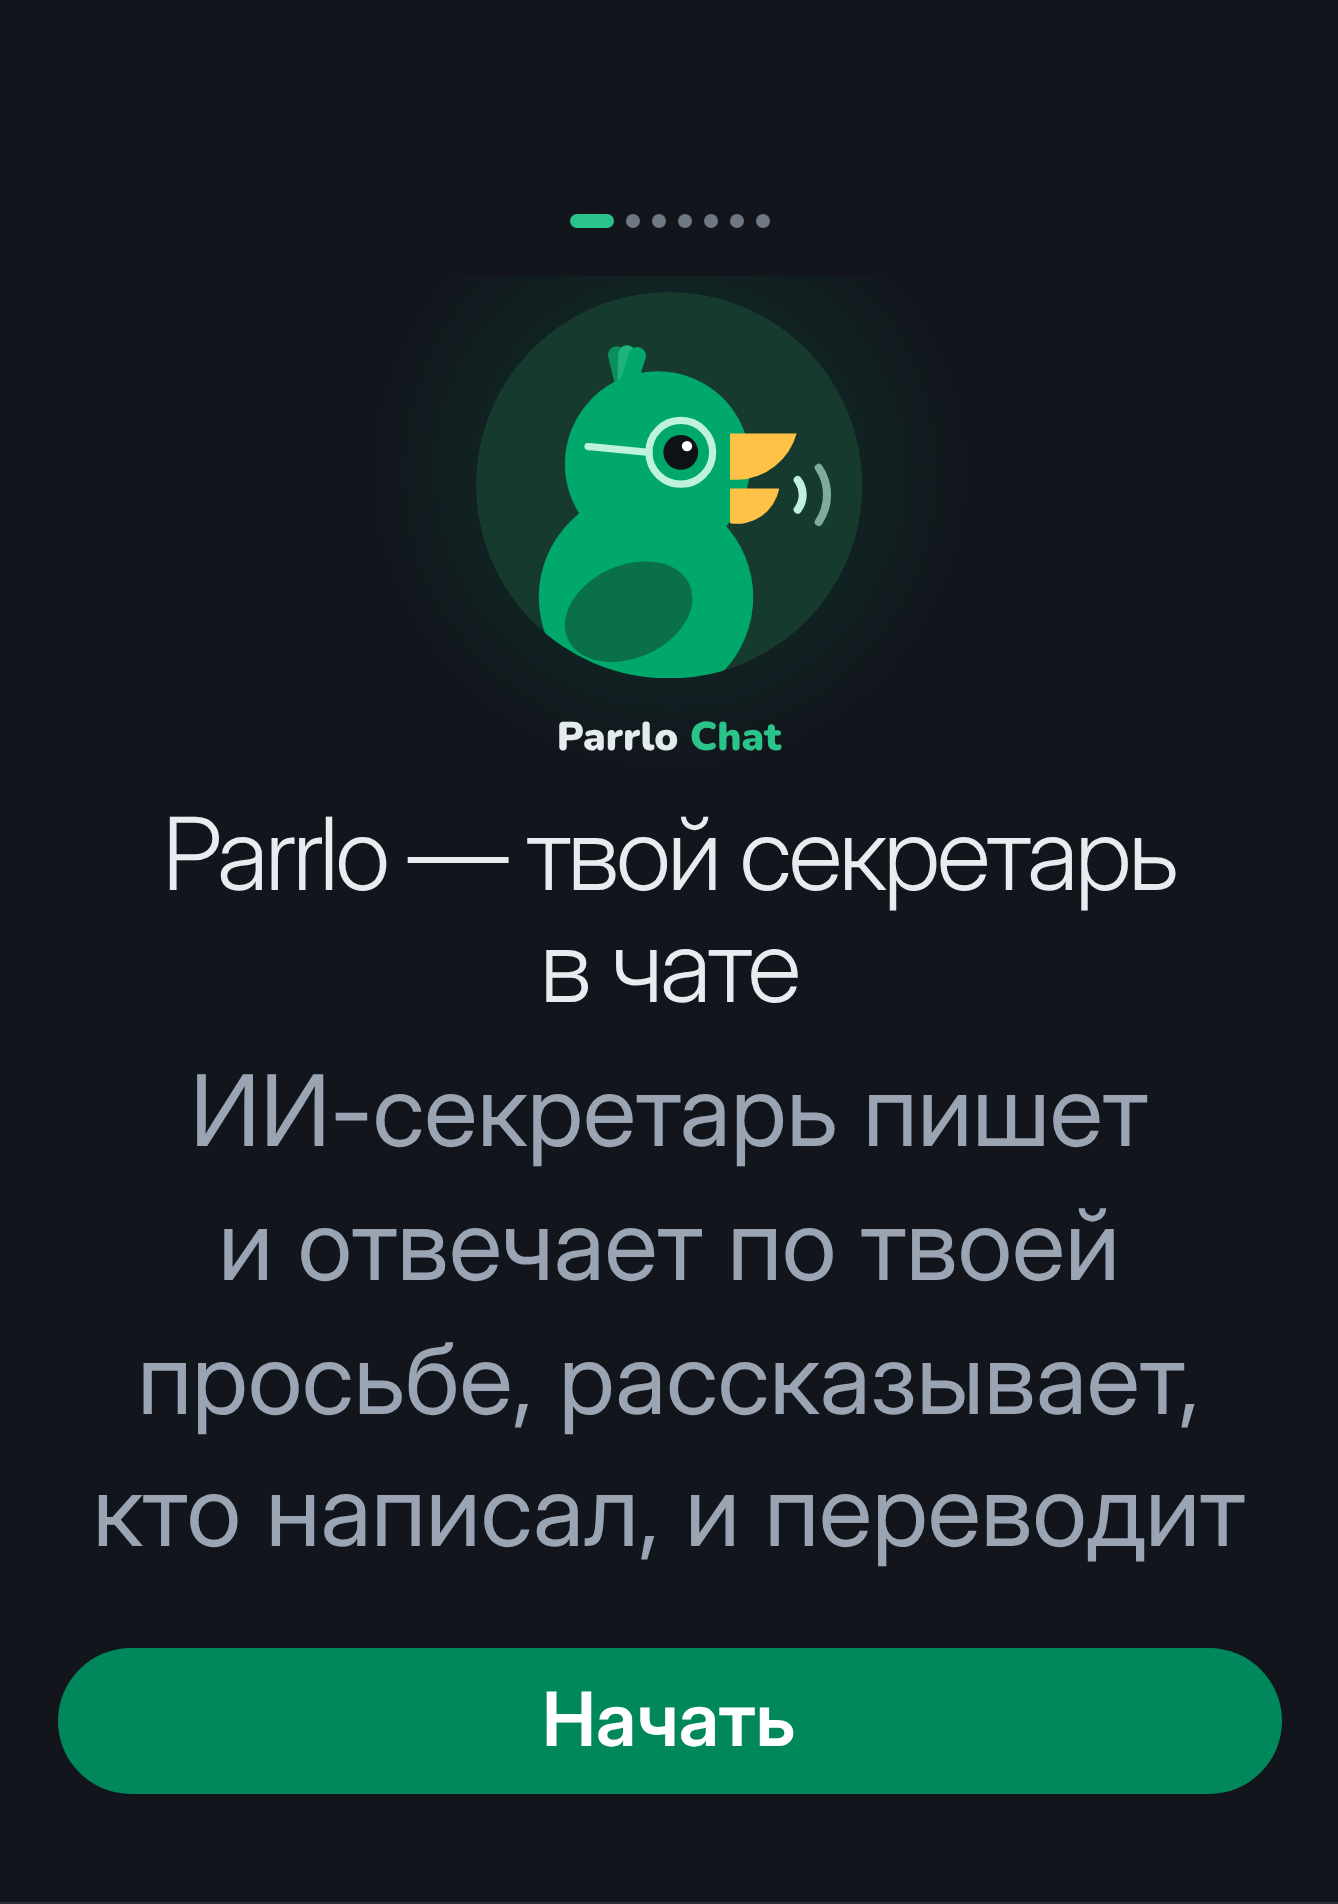 Parrlo Chat
Parrlo — твой секретарь
в чате
ИИ-секретарь пишет
и отвечает по твоей
просьбе, рассказывает,
кто написал, и переводит
Начать